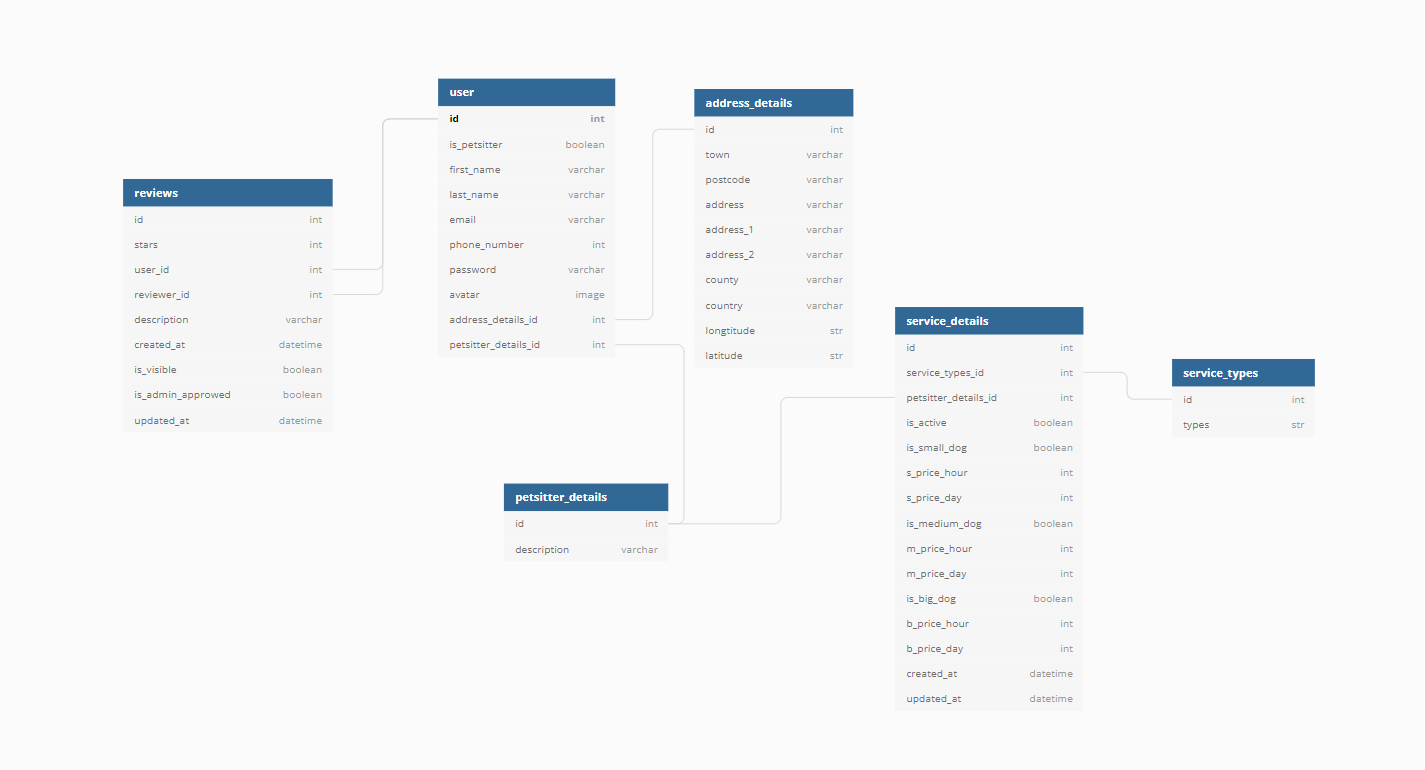 user
id int
is_petsitter boolean
first_name varchar
last_name varchar
email varchar
phone_number int
password varchar
avatar image
address_details_id int
petsitter_details_id int
address_details
id int
town varchar
postcode varchar
address varchar
address_1 varchar
address_2 varchar
county varchar
country varchar
longtitude str
latitude str
reviews
id int
stars int
user_id int
reviewer_id int
description varchar
created_at datetime
is_visible boolean
is_admin_approwed boolean
updated_at datetime
service_details
id int
service_types_id int
petsitter_details_id int
is_active boolean
is_small_dog boolean
s_price_hour int
s_price_day int
is_medium_dog boolean
m_price_hour int
m_price_day int
is_big_dog boolean
b_price_hour int
b_price_day int
created_at datetime
updated_at datetime
service_types
id int
types str
petsitter_details
id int
description varchar